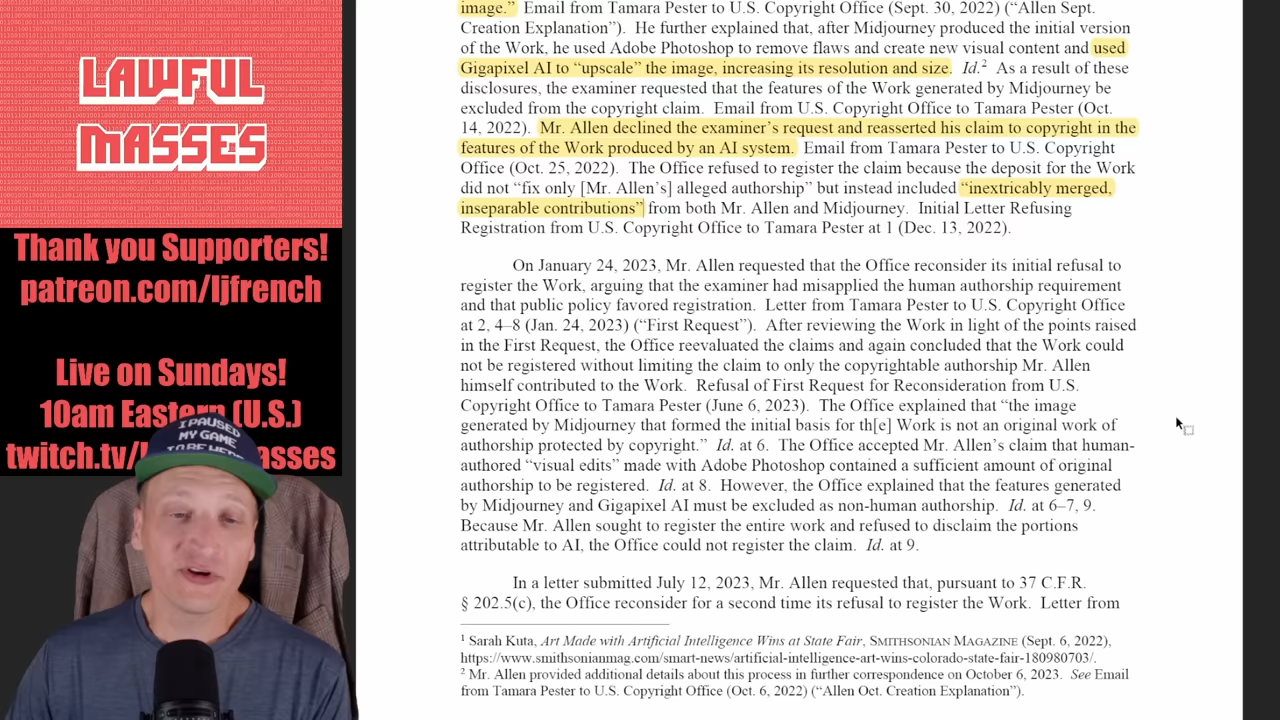 LAWFUL
MASSES
Thank you Supporters!
patreon.com/ljfrench
Live on Sundays!
10am Eastern (U.S.)
twitch.tv/l asses
I PAUSED
MY GAME
TO BE HERE
image.” Email from Tamara Pester to U.S. Copyright Office (Sept. 30, 2022) (“Allen Sept.
Creation Explanation”). He further explained that, after Midjourney produced the initial version
of the Work, he used Adobe Photoshop to remove flaws and create new visual content and used
Gigapixel AI to “upscale” the image, increasing its resolution and size. Id.² As a result of these
disclosures, the examiner requested that the features of the Work generated by Midjourney be
excluded from the copyright claim. Email from U.S. Copyright Office to Tamara Pester (Oct.
14, 2022). Mr. Allen declined the examiner’s request and reasserted his claim to copyright in the
features of the Work produced by an AI system. Email from Tamara Pester to U.S. Copyright
Office (Oct. 25, 2022). The Office refused to register the claim because the deposit for the Work
did not “fix only [Mr. Allen’s] alleged authorship” but instead included “inextricably merged,
inseparable contributions” from both Mr. Allen and Midjourney. Initial Letter Refusing
Registration from U.S. Copyright Office to Tamara Pester at 1 (Dec. 13, 2022).
On January 24, 2023, Mr. Allen requested that the Office reconsider its initial refusal to
register the Work, arguing that the examiner had misapplied the human authorship requirement
and that public policy favored registration. Letter from Tamara Pester to U.S. Copyright Office
at 2, 4–8 (Jan. 24, 2023) (“First Request”). After reviewing the Work in light of the points raised
in the First Request, the Office reevaluated the claims and again concluded that the Work could
not be registered without limiting the claim to only the copyrightable authorship Mr. Allen
himself contributed to the Work. Refusal of First Request for Reconsideration from U.S.
Copyright Office to Tamara Pester (June 6, 2023). The Office explained that “the image
generated by Midjourney that formed the initial basis for th[e] Work is not an original work of
authorship protected by copyright.” Id. at 6. The Office accepted Mr. Allen’s claim that human-
authored “visual edits” made with Adobe Photoshop contained a sufficient amount of original
authorship to be registered. Id. at 8. However, the Office explained that the features generated
by Midjourney and Gigapixel AI must be excluded as non-human authorship. Id. at 6–7, 9.
Because Mr. Allen sought to register the entire work and refused to disclaim the portions
attributable to AI, the Office could not register the claim. Id. at 9.
In a letter submitted July 12, 2023, Mr. Allen requested that, pursuant to 37 C.F.R.
§ 202.5(c), the Office reconsider for a second time its refusal to register the Work. Letter from
¹ Sarah Kuta, Art Made with Artificial Intelligence Wins at State Fair, SMITHSONIAN MAGAZINE (Sept. 6, 2022),
https://www.smithsonianmag.com/smart-news/artificial-intelligence-art-wins-colorado-state-fair-180980703/.
² Mr. Allen provided additional details about this process in further correspondence on October 6, 2023. See Email
from Tamara Pester to U.S. Copyright Office (Oct. 6, 2022) (“Allen Oct. Creation Explanation”).